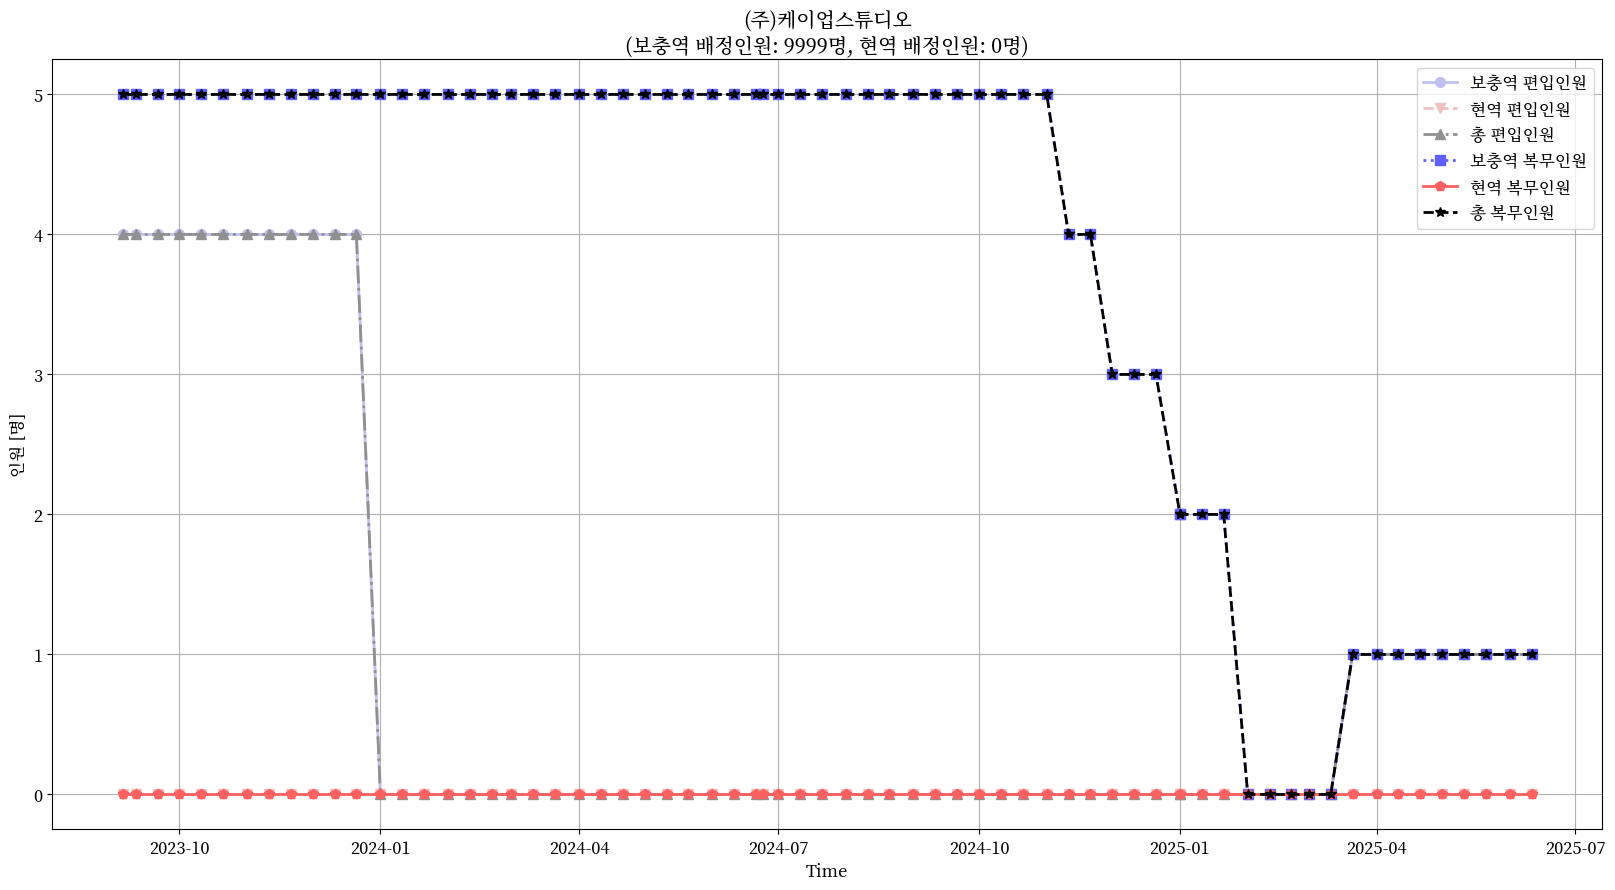 (주)케이업스튜디오
(보충역 배정인원: 9999명, 현역 배정인원: 0명)
보충역 편입인원
현역 편입인원
총 편입인원
보충역 복무인원
현역 복무인원
총 복무인원
인원 [명]
5
4
3
2
1
0
2023-10
2024-01
2024-04
2024-07
2024-10
2025-01
2025-04
2025-07
Time